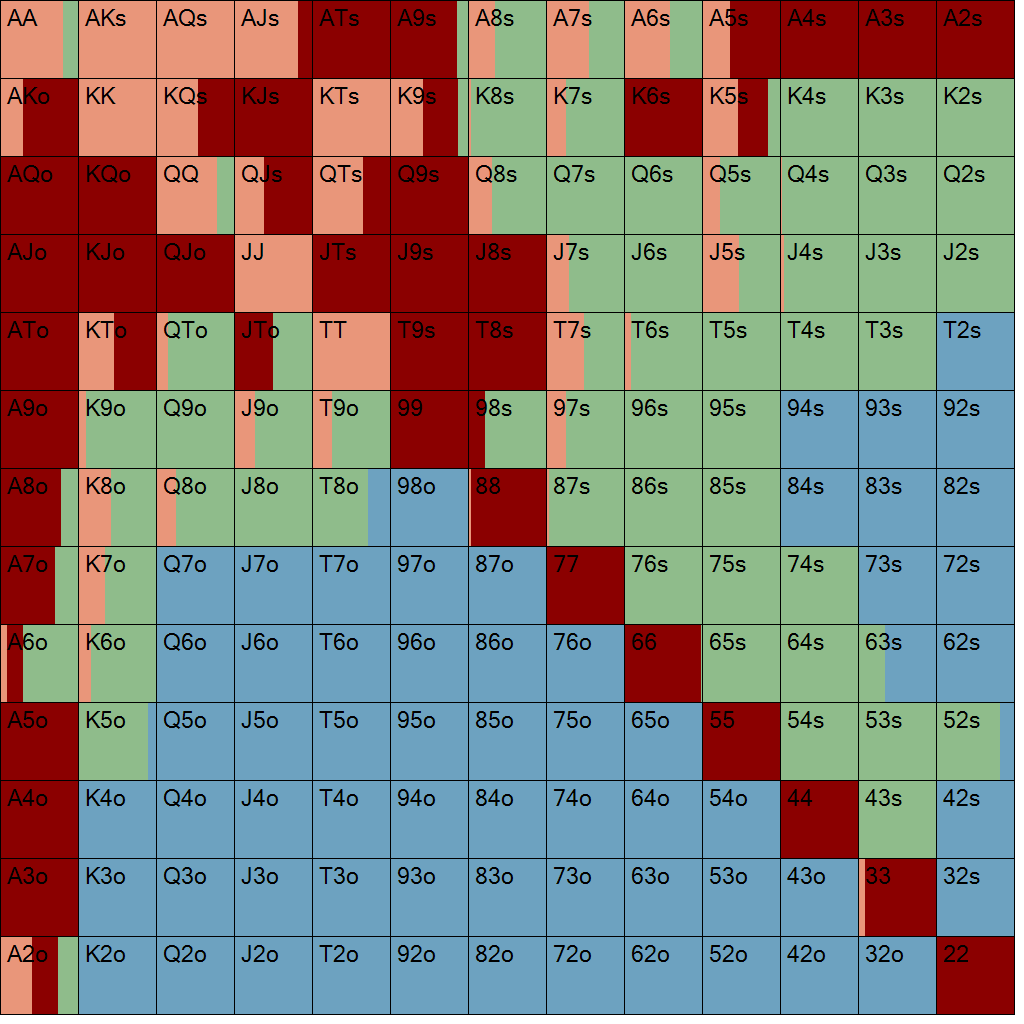 AA AKs AQs AJs ATs A9s A8s A7s A6s A5s A4s A3s A2s
AKo KK KQs KJs KTs K9s K8s K7s K6s K5s K4s K3s K2s
AQo KQo QQ QJs QTs Q9s Q8s Q7s Q6s Q5s Q4s Q3s Q2s
AJo KJo QJo JJ JTs J9s J8s J7s J6s J5s J4s J3s J2s
ATo KTo QTo JTo TT T9s T8s T7s T6s T5s T4s T3s T2s
A9o K9o Q9o J9o T9o 99 98s 97s 96s 95s 94s 93s 92s
A8o K8o Q8o J8o T8o 98o 88 87s 86s 85s 84s 83s 82s
A7o K7o Q7o J7o T7o 97o 87o 77 76s 75s 74s 73s 72s
A6o K6o Q6o J6o T6o 96o 86o 76o 66 65s 64s 63s 62s
A5o K5o Q5o J5o T5o 95o 85o 75o 65o 55 54s 53s 52s
A4o K4o Q4o J4o T4o 94o 84o 74o 64o 54o 44 43s 42s
A3o K3o Q3o J3o T3o 93o 83o 73o 63o 53o 43o 33 32s
A2o K2o Q2o J2o T2o 92o 82o 72o 62o 52o 42o 32o 22